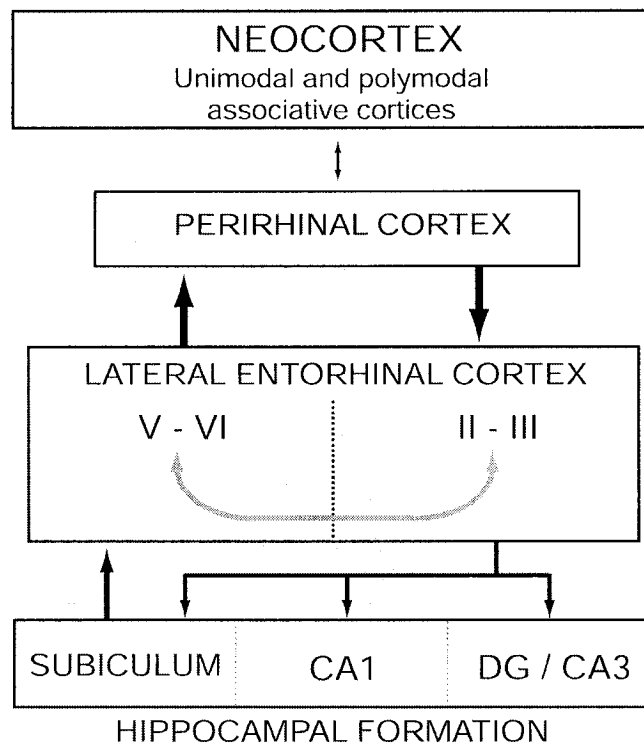 NEOCORTEX
Unimodal and polymodal
associative cortices
PERIRHINAL CORTEX
LATERAL ENTORHINAL CORTEX
V - VI
II - III
SUBICULUM
CA1
DG / CA3
HIPPOCAMPAL FORMATION